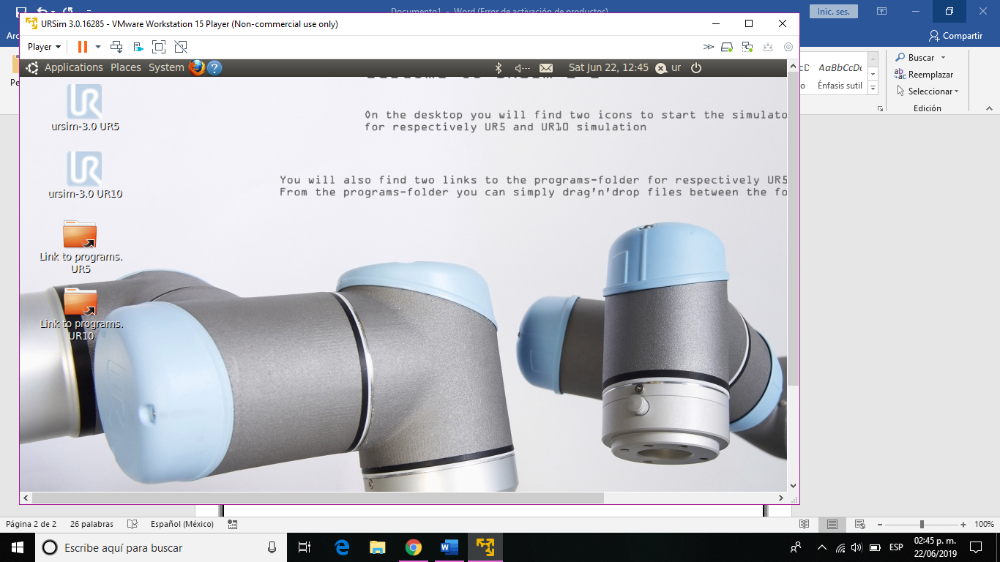 Documento1 - Word (Error de activación de productos)
Inic. ses.
Compartir
URSim 3.0.16285 - VMware Workstation 15 Player (Non-commercial use only)
Player
Applications Places System
Sat Jun 22, 12:45
ur
Buscar
Reemplazar
Seleccionar
Edición
AaBbCcDc
Énfasis sutil
UR
ursim-3.0 UR5
UR
ursim-3.0 UR10
Link to programs.
UR5
Link to programs.
UR10
On the desktop you will find two icons to start the simulato
for respectively UR5 and UR10 simulation
You will also find two links to the programs-folder for respectively UR5
From the programs-folder you can simply drag'n'drop files between the fo
Página 2 de 2
26 palabras
Español (México)
100%
Escribe aquí para buscar
ESP
02:45 p. m.
22/06/2019